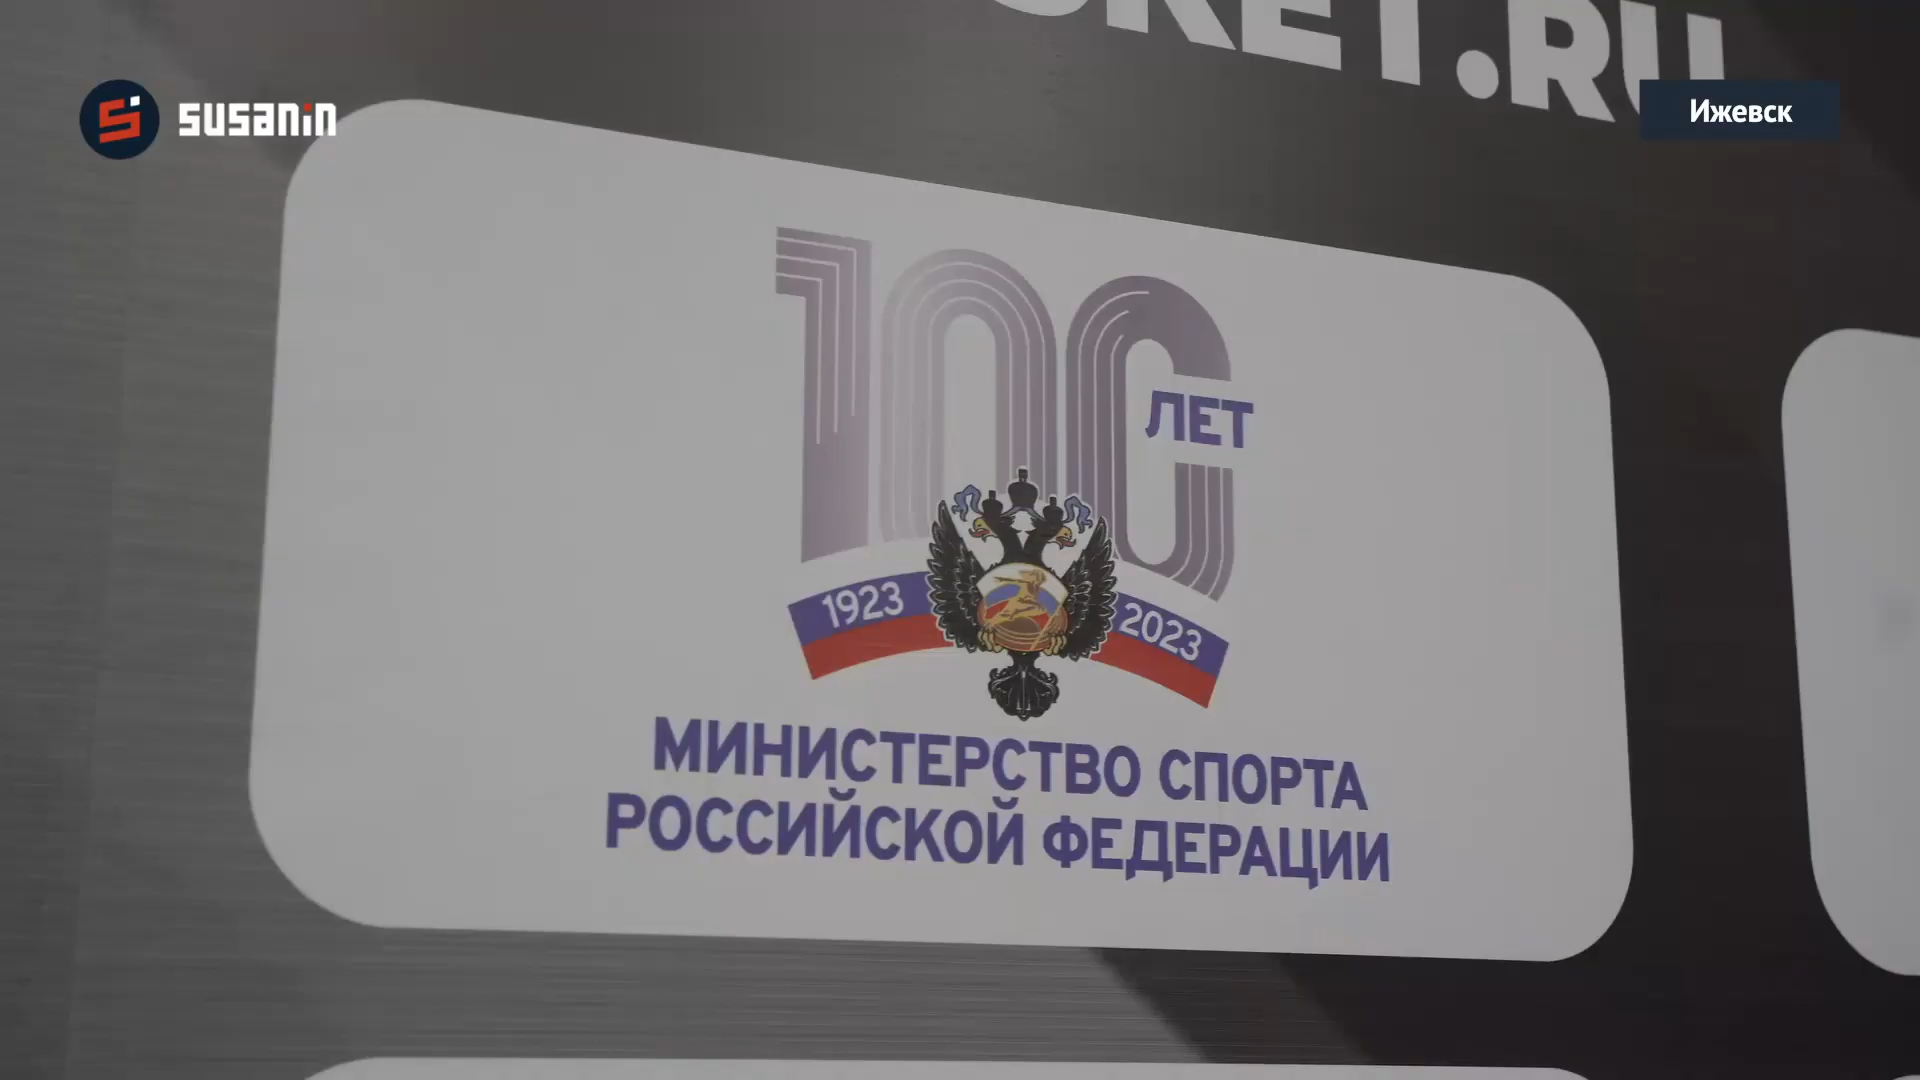 susanin
Ижевск
100
ЛЕТ
1923
2023
МИНИСТЕРСТВО СПОРТА
РОССИЙСКОЙ ФЕДЕРАЦИИ